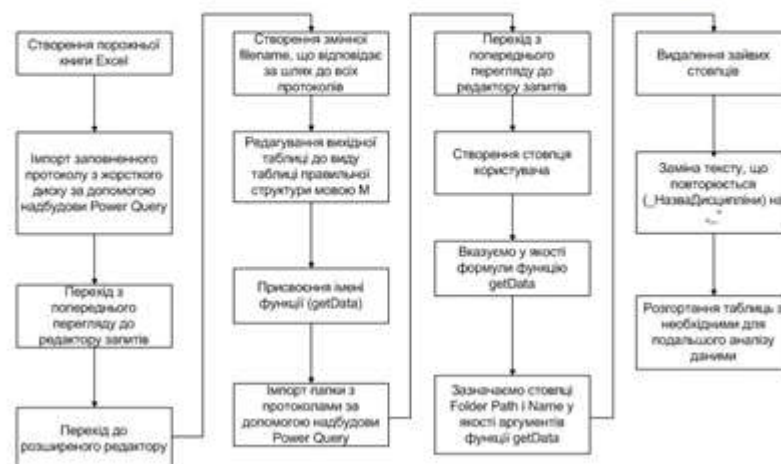 Створення порожньої
книги Excel
Імпорт заповненного
протоколу з жорсткого
диску за допомогою
надбудови Power Query
Перехід з
попереднього
перегляду до
редактору запитів
Перехід до
розширеного редактору
Створення змінної
filename, що відповідає
за шлях до всіх
протоколів
Редагування вихідної
таблиці до виду
таблиці правильної
структури мовою М
Присвоєння імені
функції (getData)
Імпорт папки з
протоколами за
допомогою надбудови
Power Query
Перехід з
попереднього
перегляду до
редактору запитів
Створення стовпця
користувача
Вказуємо у якості
формули функцію
getData
Зазначаємо стовпці
Folder Path і Name у
якості аргументів
функції getData
Видалення зайвих
стовпців
Заміна тексту, що
повторюється
(_НазваДисципліни) на
Розгортання таблиць з
необхідними для
подальшого аналізу
даними